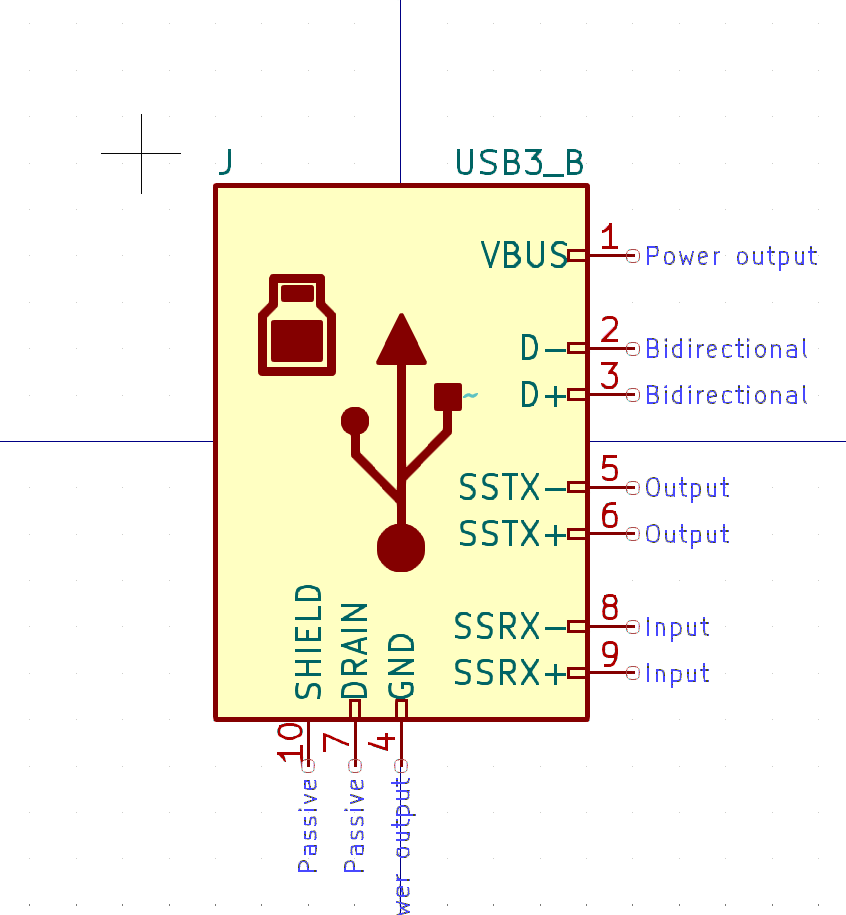 J USB3_B
VBUS 1 Power output
D- 2 Bidirectional
D+ 3 Bidirectional
~
SSTX- 5 Output
SSTX+ 6 Output
SSRX- 8 Input
SSRX+ 9 Input
SHIELD 10 Passive
DRAIN 7 Passive
GND 4 wer output